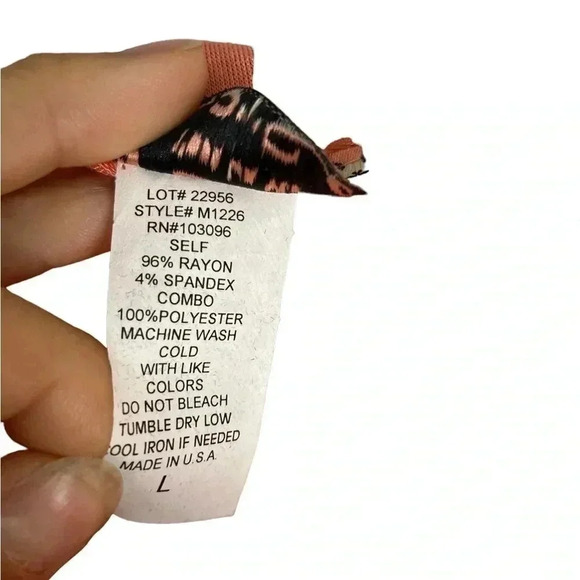 LOT# 22956
STYLE# M1226
RN#103096
SELF
96% RAYON
4% SPANDEX
COMBO
100%POLYESTER
MACHINE WASH
COLD
WITH LIKE
COLORS
DO NOT BLEACH
TUMBLE DRY LOW
OOL IRON IF NEEDED
MADE IN U.S.A.
L